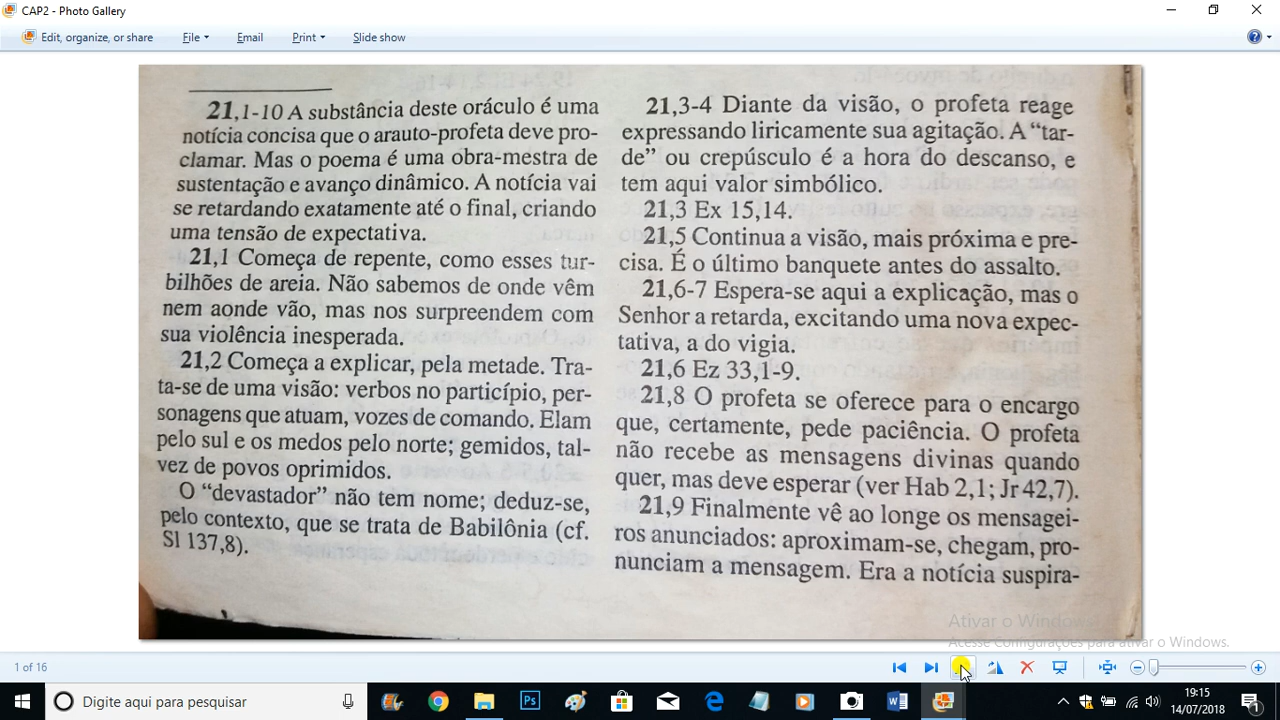 CAP2 - Photo Gallery
Edit, organize, or share
File
Email
Print
Slide show
21,1-10 A substância deste oráculo é uma
notícia concisa que o arauto-profeta deve pro-
clamar. Mas o poema é uma obra-mestra de
sustentação e avanço dinâmico. A notícia vai
se retardando exatamente até o final, criando
uma tensão de expectativa.
21,1 Começa de repente, como esses tur-
bilhões de areia. Não sabemos de onde vêm
nem aonde vão, mas nos surpreendem com
sua violência inesperada.
21,2 Começa a explicar, pela metade. Tra-
ta-se de uma visão: verbos no particípio, per-
sonagens que atuam, vozes de comando. Elam
pelo sul e os medos pelo norte; gemidos, tal-
vez de povos oprimidos.
O “devastador” não tem nome; deduz-se,
pelo contexto, que se trata de Babilônia (cf.
Sl 137,8).
21,3-4 Diante da visão, o profeta reage
expressando liricamente sua agitação. A “tar-
de” ou crepúsculo é a hora do descanso, e
tem aqui valor simbólico.
21,3 Ex 15,14.
21,5 Continua a visão, mais próxima e pre-
cisa. É o último banquete antes do assalto.
21,6-7 Espera-se aqui a explicação, mas o
Senhor a retarda, excitando uma nova expec-
tativa, a do vigia.
21,6 Ez 33,1-9.
21,8 O profeta se oferece para o encargo
que, certamente, pede paciência. O profeta
não recebe as mensagens divinas quando
quer, mas deve esperar (ver Hab 2,1; Jr 42,7).
21,9 Finalmente vê ao longe os mensagei-
ros anunciados: aproximam-se, chegam, pro-
nunciam a mensagem. Era a notícia suspira-
Ativar o Windows
Acesse Configurações para ativar o Windows.
1 of 16
Digite aqui para pesquisar
19:15
14/07/2018